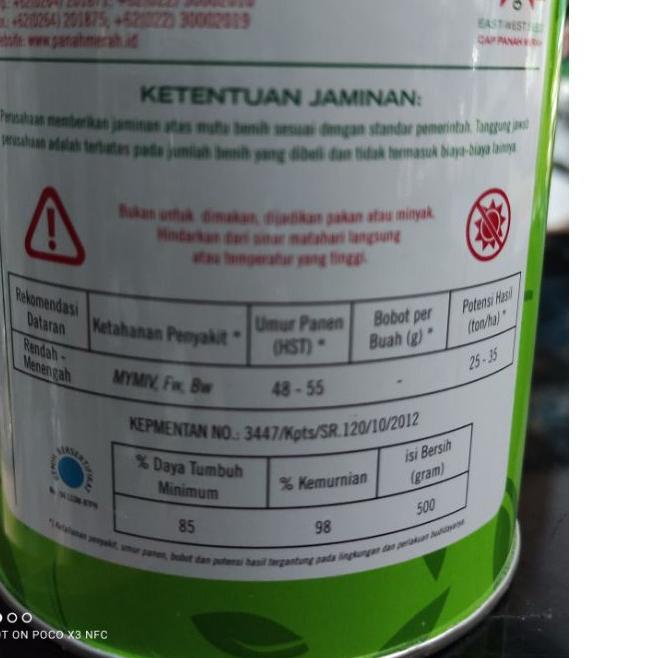 +62(0264) 201875; +62(022) 30002019
www.panahmerah.id
EAST WEST SEED
CAP PANAH MERAH
KETENTUAN JAMINAN:
Perusahaan memberikan jaminan atas mutu benih sesuai dengan standar pemerintah. Tanggung jawab
perusahaan adalah terbatas pada jumlah benih yang dibeli dan tidak termasuk biaya-biaya lainnya.
Bukan untuk dimakan, dijadikan pakan atau minyak.
Hindarkan dari sinar matahari langsung
atau temperatur yang tinggi.
Rekomendasi Dataran
Ketahanan Penyakit *
Umur Panen (HST) *
Bobot per Buah (g) *
Potensi Hasil (ton/ha) *
Rendah - Menengah
MYMIV, Fw, Bw
48 - 55
-
25 - 35
KEPMENTAN NO.: 3447/Kpts/SR.120/10/2012
% Daya Tumbuh Minimum
% Kemurnian
isi Bersih (gram)
85
98
500
BENIH BERSERTIFIKAT
*) Ketahanan penyakit, umur panen, bobot dan potensi hasil tergantung pada lingkungan dan perlakuan budidayanya.
OT ON POCO X3 NFC